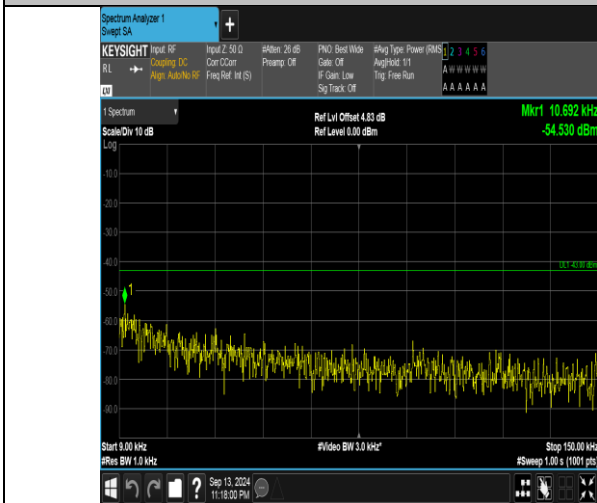 Spectrum Analyzer 1
Swept SA
+
KEYSIGHT
RL
Input: RF
Coupling: DC
Align: Auto/No RF
Input Z: 50 Ω
Corr CCorr
Freq Ref: Int (S)
#Atten: 26 dB
Preamp: Off
PNO: Best Wide
Gate: Off
IF Gain: Low
Sig Track: Off
#Avg Type: Power (RMS
Avg|Hold: 1/1
Trig: Free Run
1 2 3 4 5 6
A W W W W W
A A A A A A
1 Spectrum
Scale/Div 10 dB
Ref Lvl Offset 4.83 dB
Ref Level 0.00 dBm
Mkr1 10.692 kHz
-54.530 dBm
Log
-10.0
-20.0
-30.0
-40.0
DL1 -43.00 dBm
1
-50.0
-60.0
-70.0
-80.0
-90.0
Start 9.00 kHz
#Res BW 1.0 kHz
#Video BW 3.0 kHz*
Stop 150.00 kHz
#Sweep 1.00 s (1001 pts)
?
Sep 13, 2024
11:18:00 PM